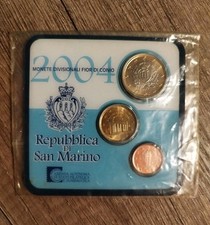 2004
MONETE DIVISIONALI FIOR DI CONIO
Repubblica
di
San Marino